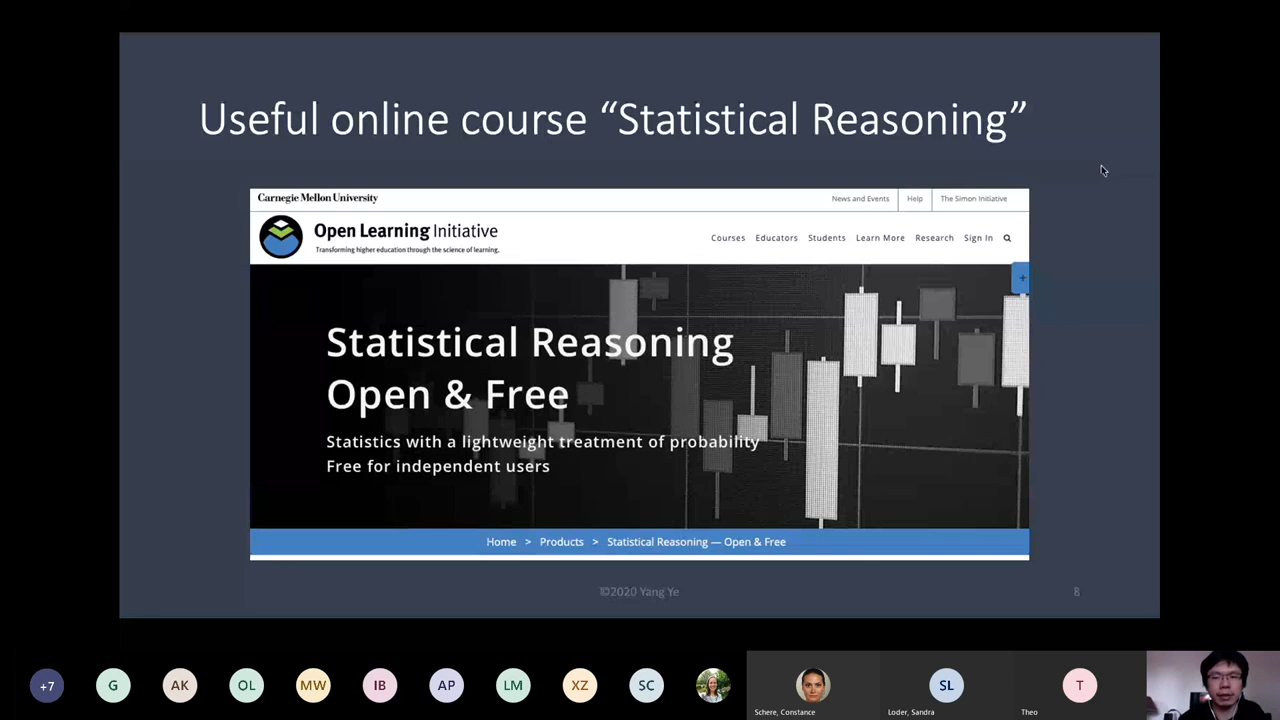 Useful online course “Statistical Reasoning”
Carnegie Mellon University
News and Events
Help
The Simon Initiative
Open Learning Initiative
Transforming higher education through the science of learning.
Courses
Educators
Students
Learn More
Research
Sign In
+
Statistical Reasoning
Open & Free
Statistics with a lightweight treatment of probability
Free for independent users
Home > Products > Statistical Reasoning — Open & Free
©2020 Yang Ye
8
+7
G
AK
OL
MW
IB
AP
LM
XZ
SC
SL
T
Schere, Constance
Loder, Sandra
Theo